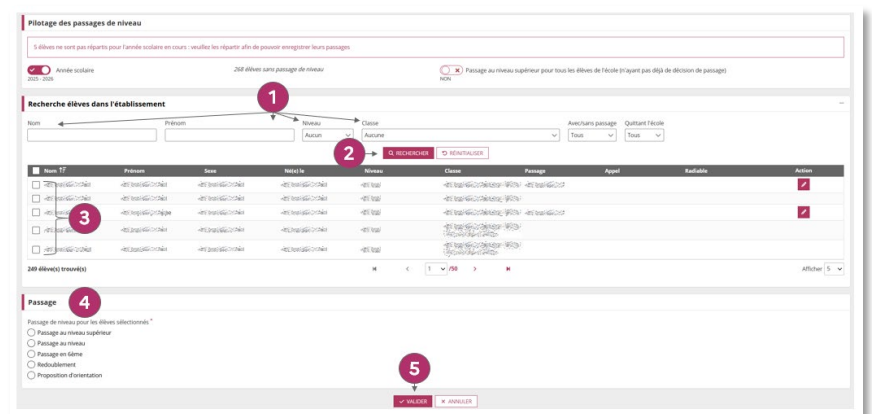 Pilotage des passages de niveau
5 élèves ne sont pas répartis pour l'année scolaire en cours : veuillez les répartir afin de pouvoir enregistrer leurs passages
Année scolaire
2025 - 2026
268 élèves sans passage de niveau
NON
Passage au niveau supérieur pour tous les élèves de l'école (n'ayant pas déjà de décision de passage)
1
Recherche élèves dans l'établissement
Nom Prénom Niveau Classe Avec/sans passage Quittant l'école
Aucun Aucune Tous Tous
2
RECHERCHER RÉINITIALISER
Nom Prénom Sexe Né(s) le Niveau Classe Passage Appel Radiable Action
3
249 élève(s) trouvé(s) 1 /50 Afficher 5
Passage
4
Passage de niveau pour les élèves sélectionnés *
Passage au niveau supérieur
Passage au niveau
Passage en 6ème
Redoublement
Proposition d'orientation
5
VALIDER ANNULER